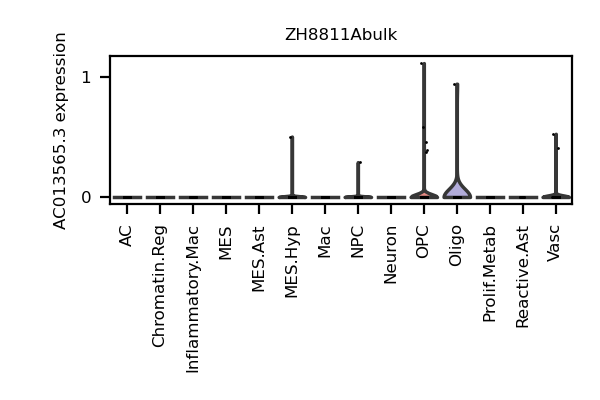 ZH8811Abulk
AC013565.3 expression
1
0
AC
Chromatin.Reg
Inflammatory.Mac
MES
MES.Ast
MES.Hyp
Mac
NPC
Neuron
OPC
Oligo
Prolif.Metab
Reactive.Ast
Vasc